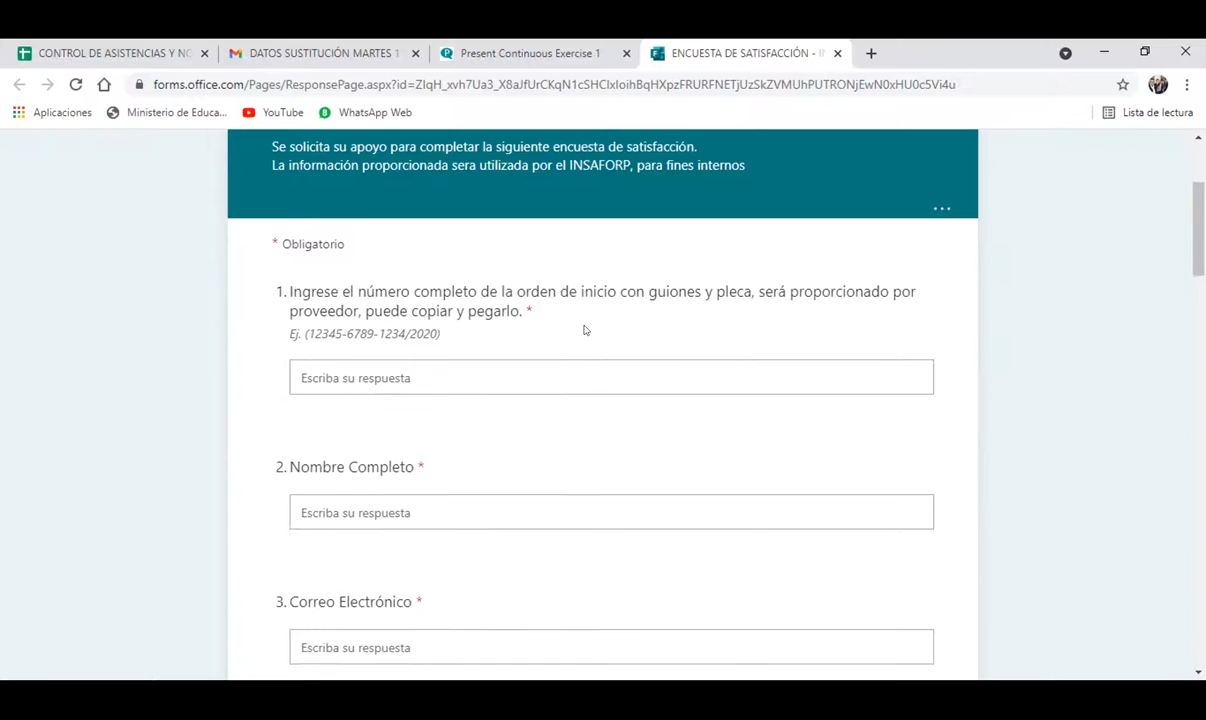 CONTROL DE ASISTENCIAS Y NO
DATOS SUSTITUCIÓN MARTES 1
Present Continuous Exercise 1
ENCUESTA DE SATISFACCIÓN - I
forms.office.com/Pages/ResponsePage.aspx?id=ZIqH_xvh7Ua3_X8aJfUrCKqN1cSHClxIoihBqHXpzFRURFNETjUzSkZVMUhPUTRONjEwN0xHU0c5Vi4u
Aplicaciones
Ministerio de Educa...
YouTube
WhatsApp Web
Lista de lectura
Se solicita su apoyo para completar la siguiente encuesta de satisfacción.
La información proporcionada sera utilizada por el INSAFORP, para fines internos
...
* Obligatorio
1. Ingrese el número completo de la orden de inicio con guiones y pleca, será proporcionado por
proveedor, puede copiar y pegarlo. *
Ej. (12345-6789-1234/2020)
Escriba su respuesta
2. Nombre Completo *
Escriba su respuesta
3. Correo Electrónico *
Escriba su respuesta